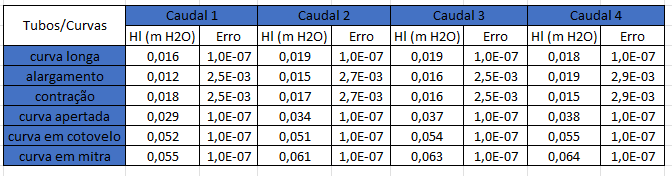 Tubos/Curvas Caudal 1 Caudal 2 Caudal 3 Caudal 4
Hl (m H2O) Erro Hl (m H2O) Erro Hl (m H2O) Erro Hl (m H2O) Erro
curva longa 0,016 1,0E-07 0,019 1,0E-07 0,019 1,0E-07 0,018 1,0E-07
alargamento 0,012 2,5E-03 0,015 2,7E-03 0,016 2,5E-03 0,019 2,9E-03
contração 0,018 2,5E-03 0,017 2,7E-03 0,016 2,5E-03 0,015 2,9E-03
curva apertada 0,029 1,0E-07 0,034 1,0E-07 0,037 1,0E-07 0,038 1,0E-07
curva em cotovelo 0,052 1,0E-07 0,051 1,0E-07 0,054 1,0E-07 0,055 1,0E-07
curva em mitra 0,055 1,0E-07 0,061 1,0E-07 0,063 1,0E-07 0,064 1,0E-07